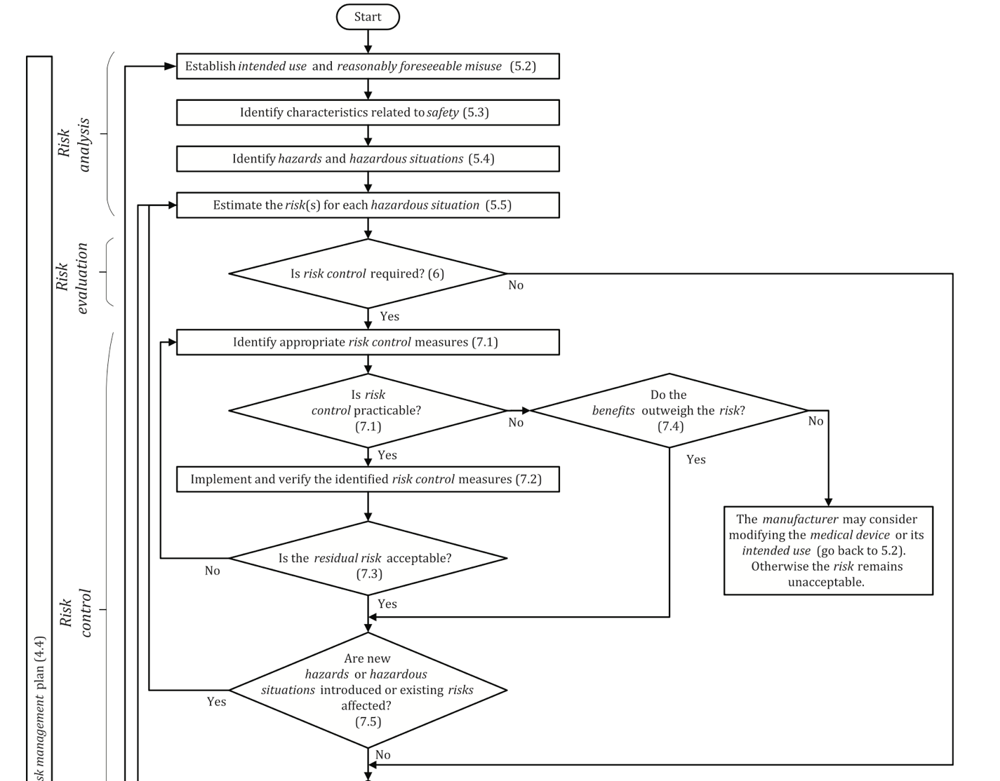 Start
Establish intended use and reasonably foreseeable misuse (5.2)
Identify characteristics related to safety (5.3)
Identify hazards and hazardous situations (5.4)
Estimate the risk(s) for each hazardous situation (5.5)
Risk
analysis
Is risk control required? (6)
No
Yes
Risk
evaluation
Identify appropriate risk control measures (7.1)
Is risk
control practicable?
(7.1)
No
Yes
Do the
benefits outweigh the risk?
(7.4)
No
Yes
Implement and verify the identified risk control measures (7.2)
The manufacturer may consider
modifying the medical device or its
intended use (go back to 5.2).
Otherwise the risk remains
unacceptable.
Is the residual risk acceptable?
(7.3)
No
Yes
Risk
control
Are new
hazards or hazardous
situations introduced or existing risks
affected?
(7.5)
Yes
No
management plan (4.4)